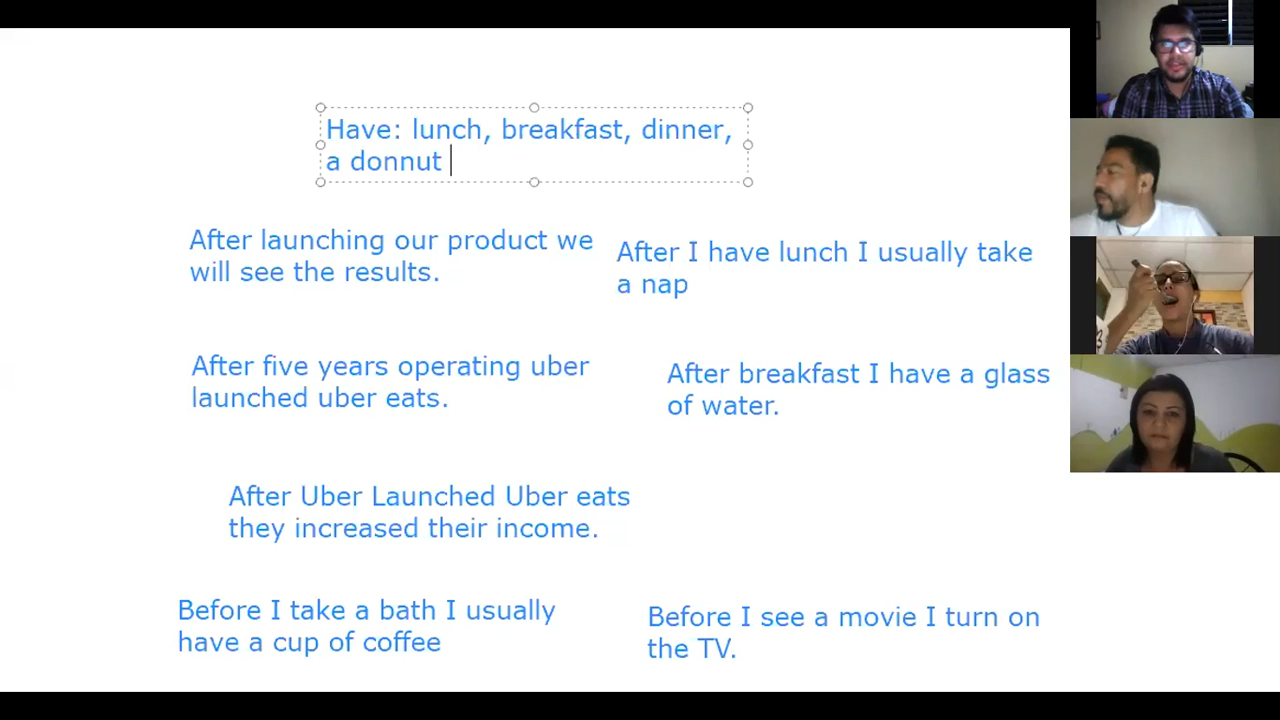 Have: lunch, breakfast, dinner,
a donnut
After launching our product we
will see the results.
After I have lunch I usually take
a nap
After five years operating uber
launched uber eats.
After breakfast I have a glass
of water.
After Uber Launched Uber eats
they increased their income.
Before I take a bath I usually
have a cup of coffee
Before I see a movie I turn on
the TV.